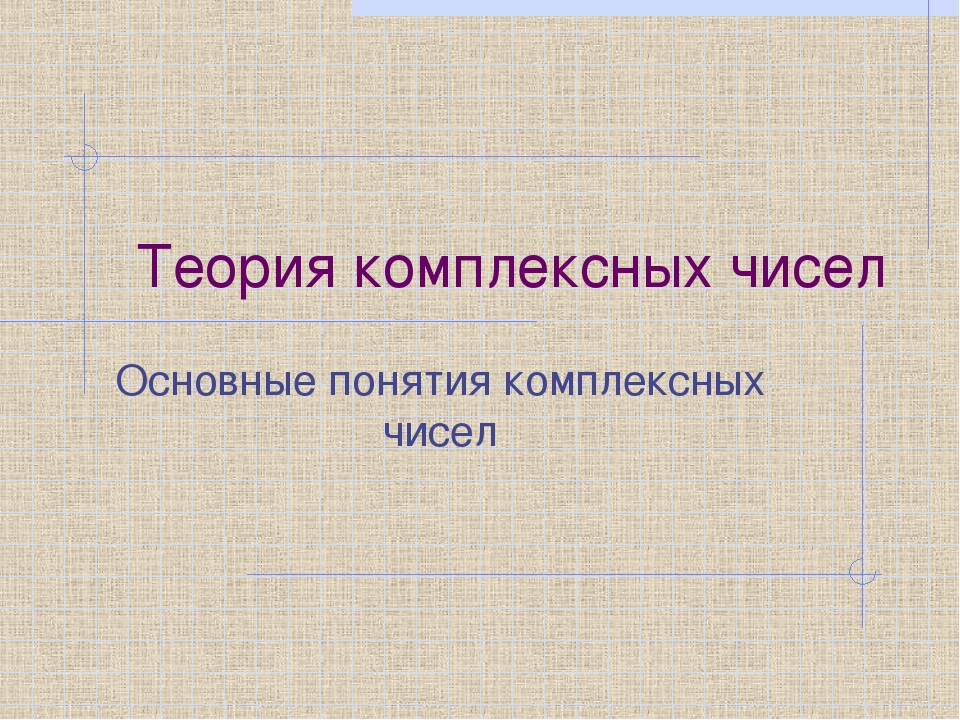 Теория комплексных чисел
Основные понятия комплексных
чисел